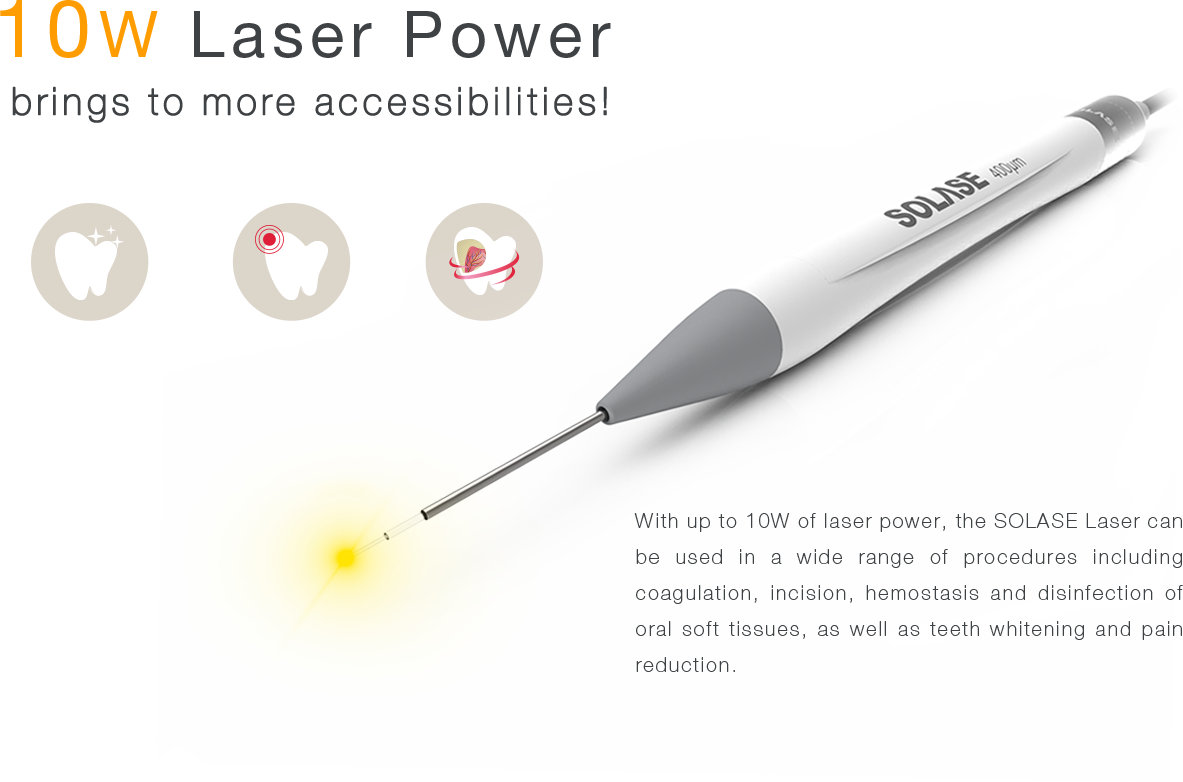 10W Laser Power
brings to more accessibilities!
SOLASE 400µm
With up to 10W of laser power, the SOLASE Laser can
be used in a wide range of procedures including
coagulation, incision, hemostasis and disinfection of
oral soft tissues, as well as teeth whitening and pain
reduction.